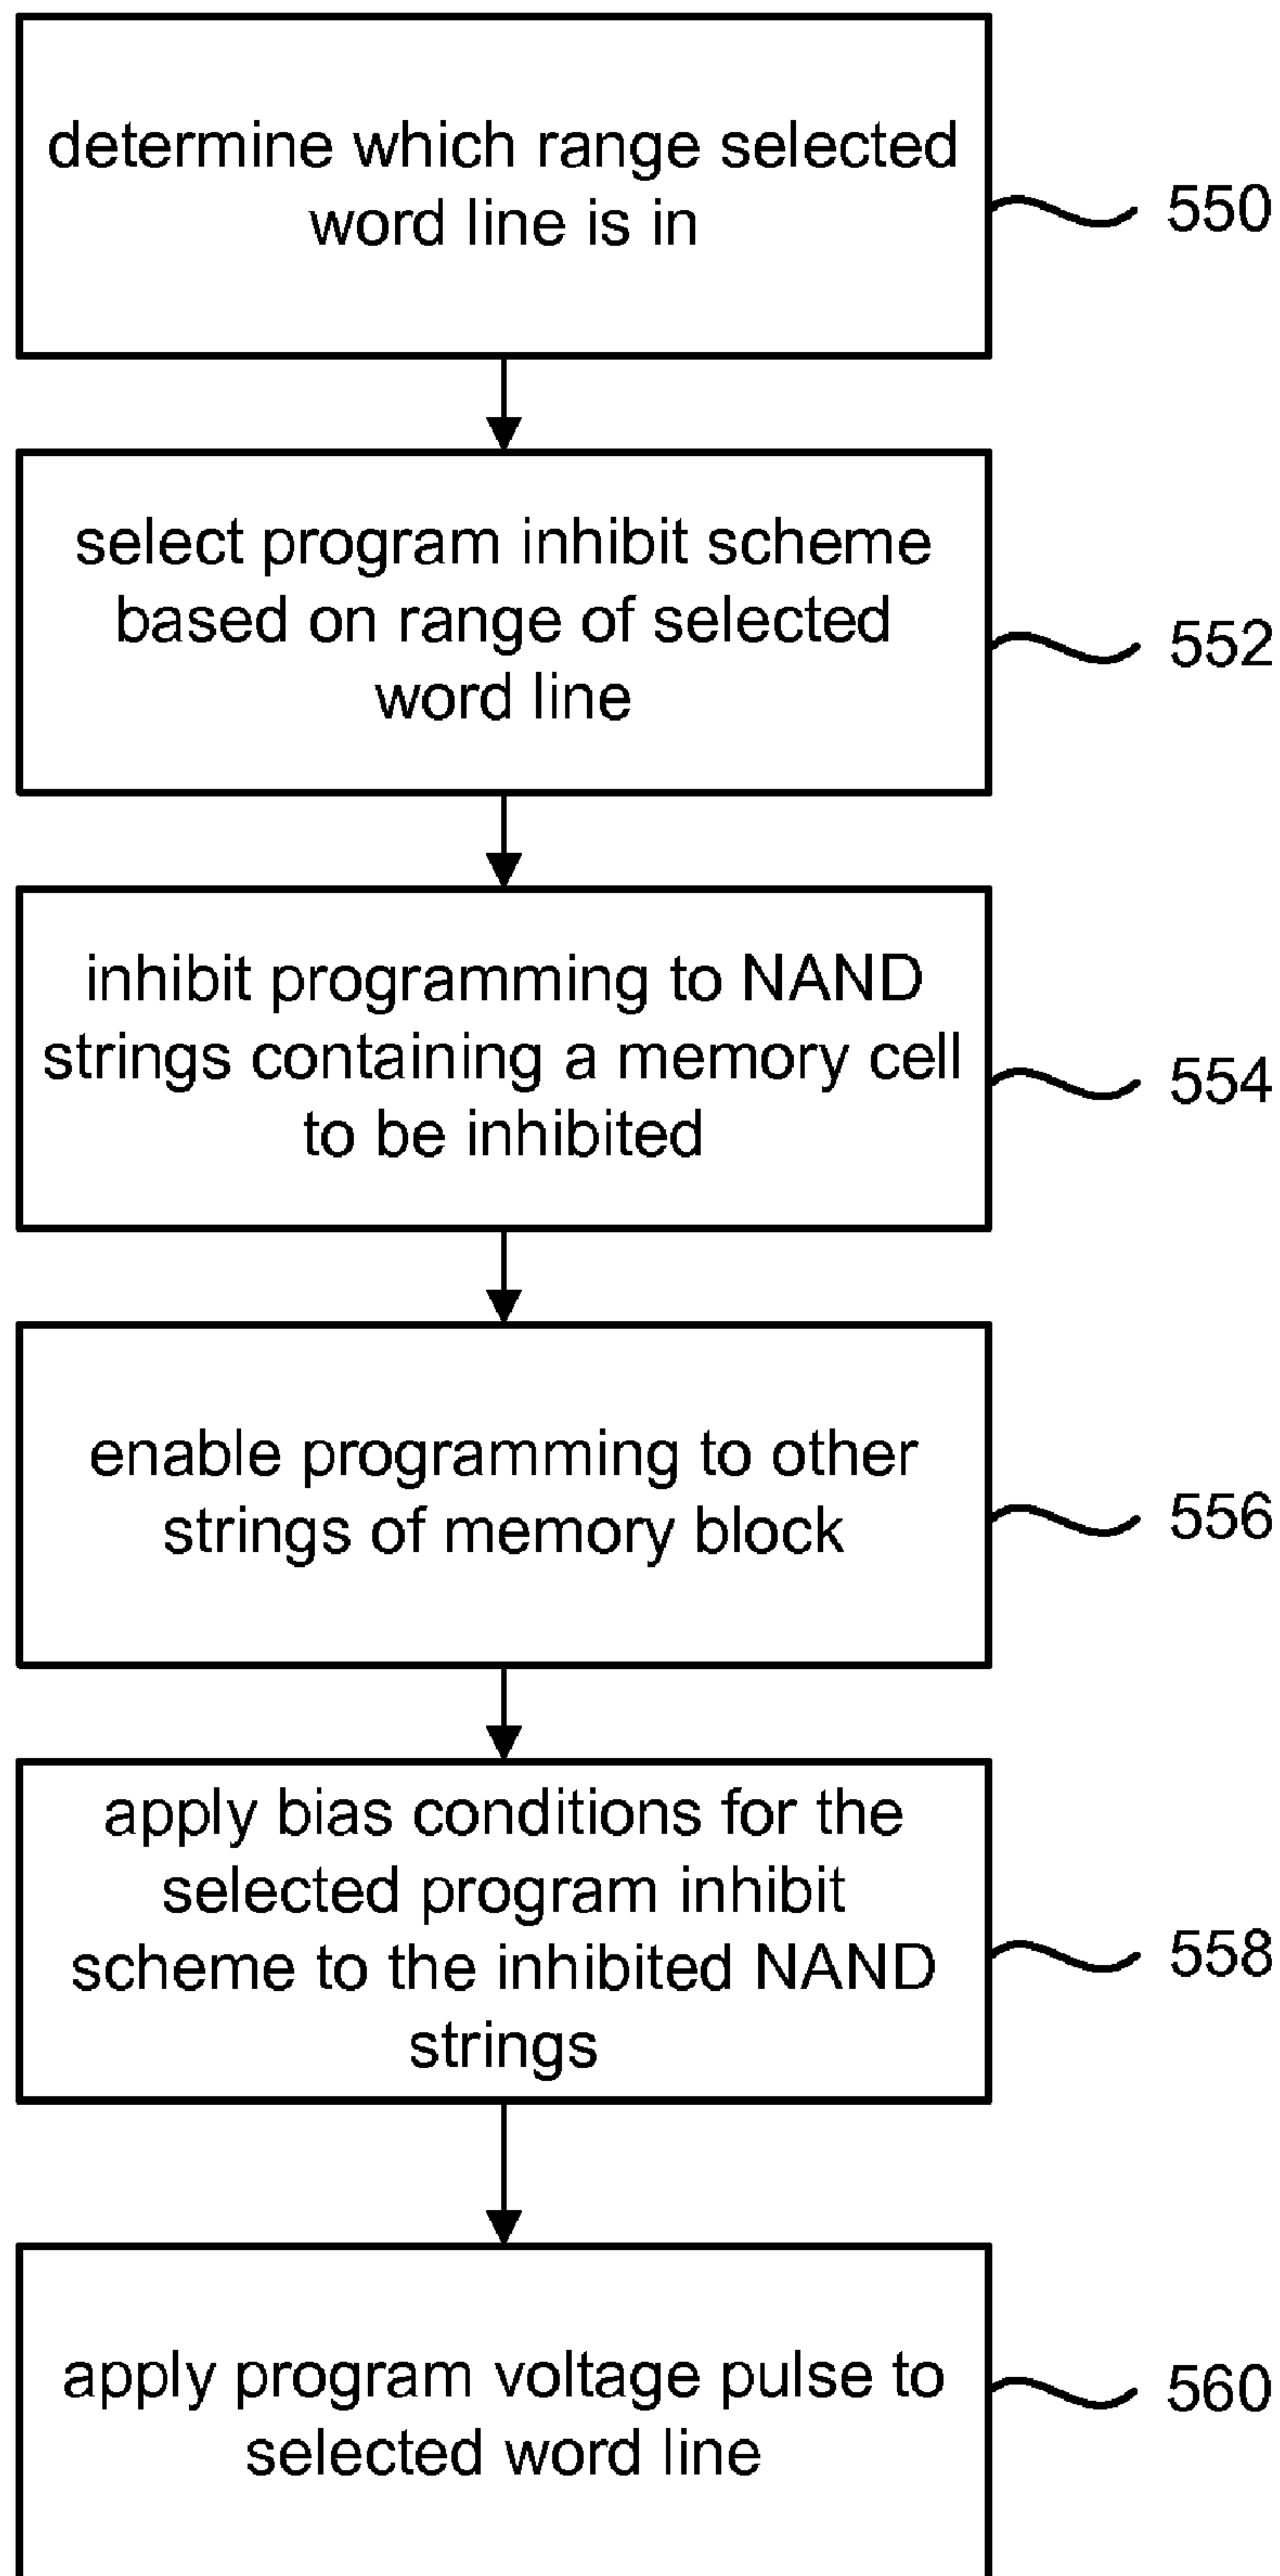 determine which range selected
word line is in
550
select program inhibit scheme
based on range of selected
word line
552
inhibit programming to NAND
strings containing a memory cell
to be inhibited
554
enable programming to other
strings of memory block
556
apply bias conditions for the
selected program inhibit
scheme to the inhibited NAND
strings
558
apply program voltage pulse to
selected word line
560